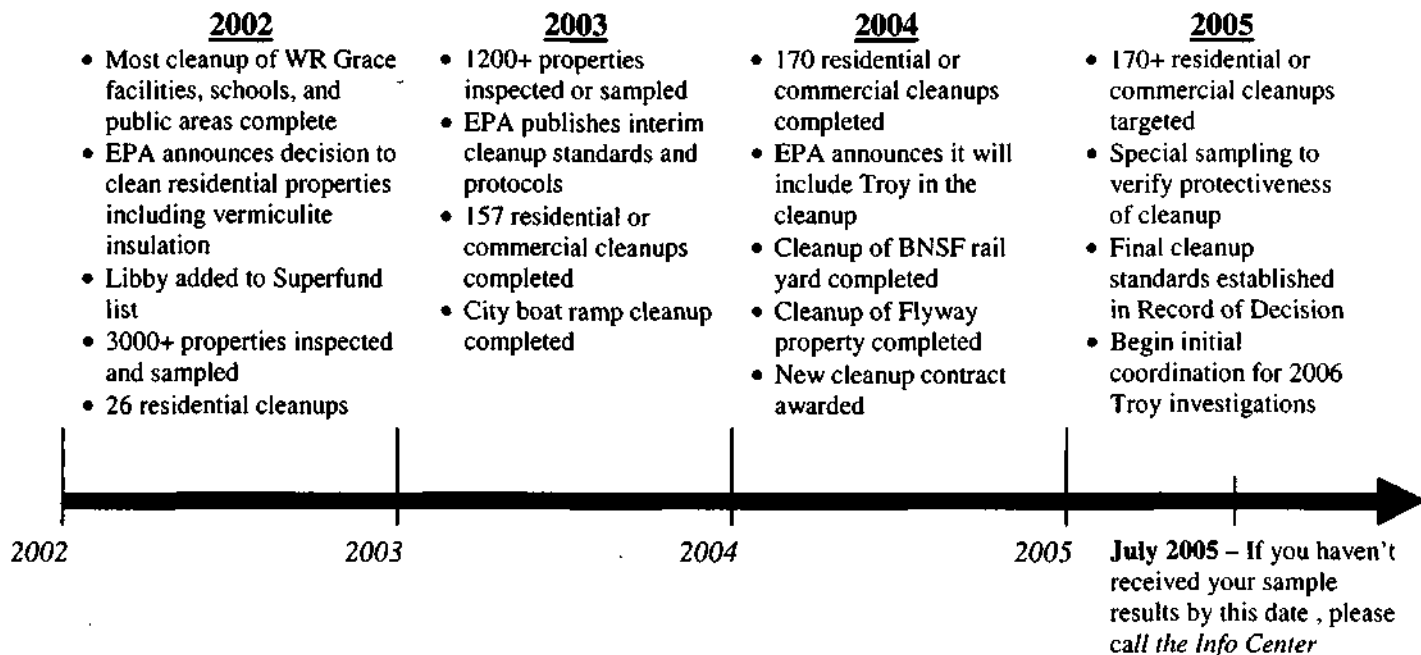 2002
• Most cleanup of WR Grace
facilities, schools, and
public areas complete
• EPA announces decision to
clean residential properties
including vermiculite
insulation
• Libby added to Superfund
list
• 3000+ properties inspected
and sampled
• 26 residential cleanups
2003
• 1200+ properties
inspected or sampled
• EPA publishes interim
cleanup standards and
protocols
• 157 residential or
commercial cleanups
completed
• City boat ramp cleanup
completed
2004
• 170 residential or
commercial cleanups
completed
• EPA announces it will
include Troy in the
cleanup
• Cleanup of BNSF rail
yard completed
• Cleanup of Flyway
property completed
• New cleanup contract
awarded
2005
• 170+ residential or
commercial cleanups
targeted
• Special sampling to
verify protectiveness
of cleanup
• Final cleanup
standards established
in Record of Decision
• Begin initial
coordination for 2006
Troy investigations
2002
2003
2004
2005
July 2005 – If you haven't
received your sample
results by this date , please
call the Info Center